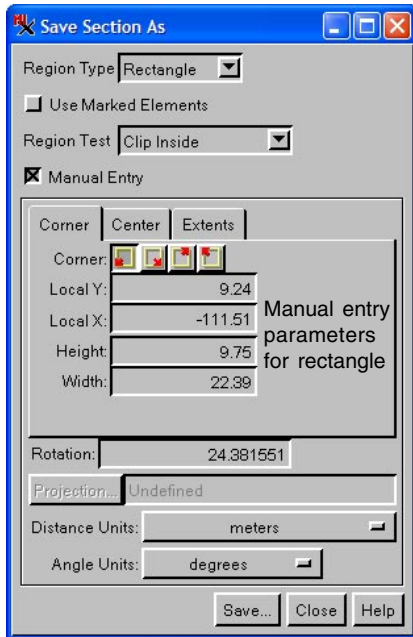 Save Section As
Region Type Rectangle
Use Marked Elements
Region Test Clip Inside
Manual Entry
Corner Center Extents
Corner:
Local Y: 9.24
Local X: -111.51
Height: 9.75
Width: 22.39
Manual entry
parameters
for rectangle
Rotation: 24.381551
Projection... Undefined
Distance Units: meters
Angle Units: degrees
Save... Close Help